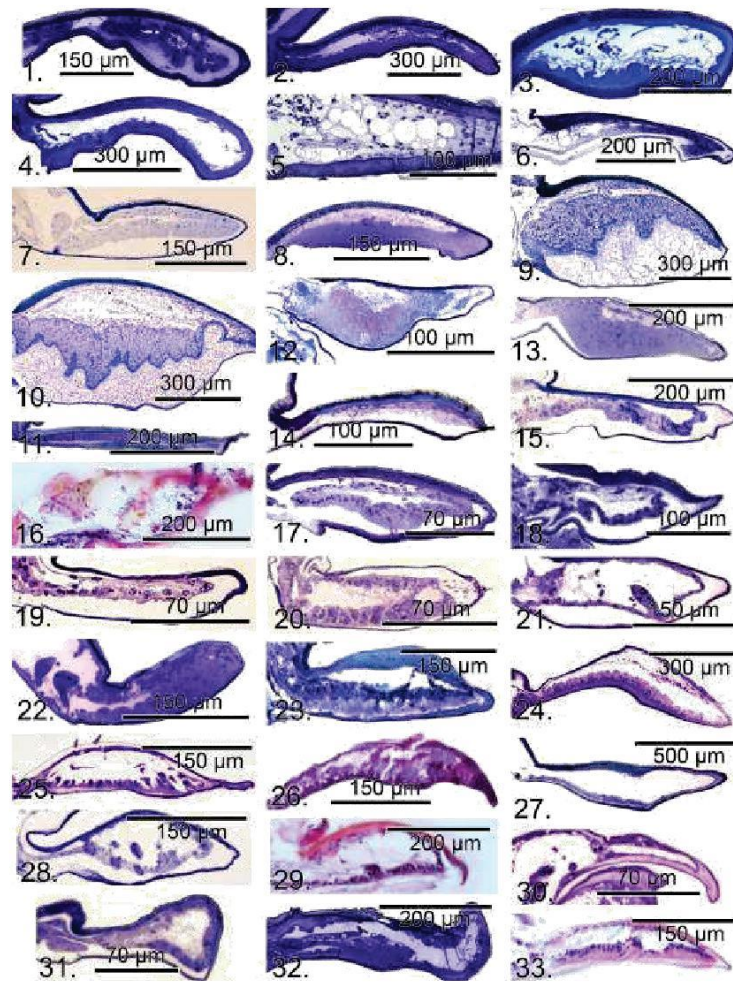 1. 150 µm
2. 300 µm
3. 200 µm
4. 300 µm
5. 100 µm
6. 200 µm
7. 150 µm
8. 150 µm
9. 300 µm
10. 300 µm
11. 200 µm
12. 100 µm
13. 200 µm
14. 100 µm
15. 200 µm
16. 200 µm
17. 70 µm
18. 100 µm
19. 70 µm
20. 70 µm
21. 150 µm
22. 150 µm
23. 150 µm
24. 300 µm
25. 150 µm
26. 150 µm
27. 500 µm
28. 150 µm
29. 200 µm
30. 70 µm
31. 70 µm
32. 200 µm
33. 150 µm